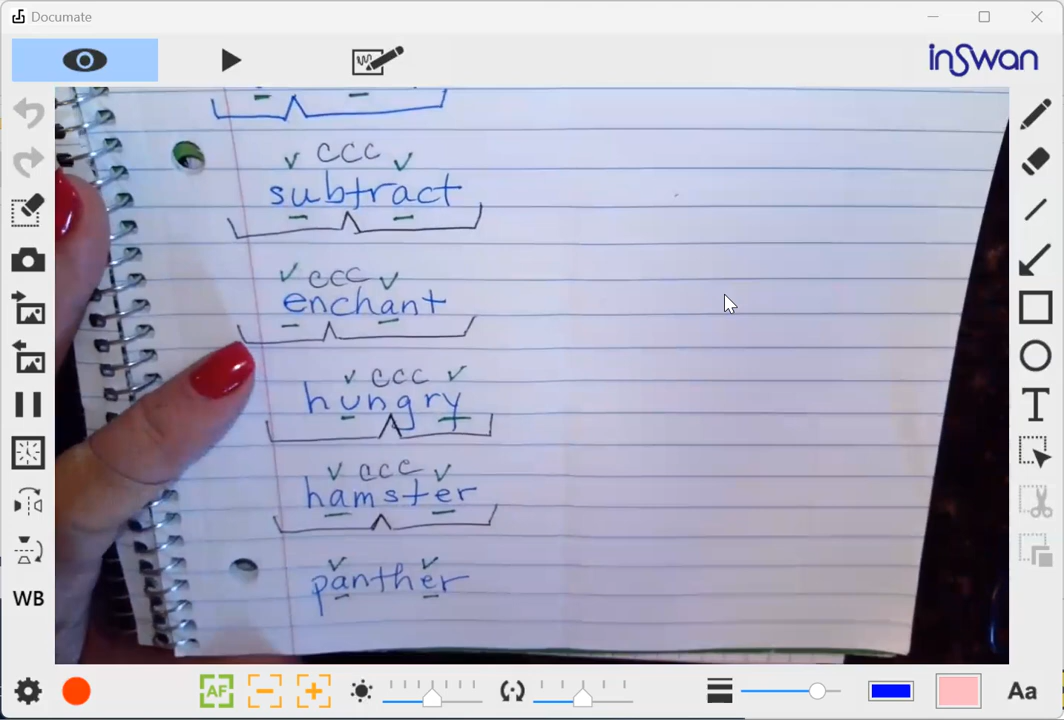 Documate
inSwan
✓ CCC ✓
subtract
✓ CCC ✓
enchant
✓ CCC ✓
hungry
✓ CCC ✓
hamster
✓ ✓
panther
WB
AF
T
Aa